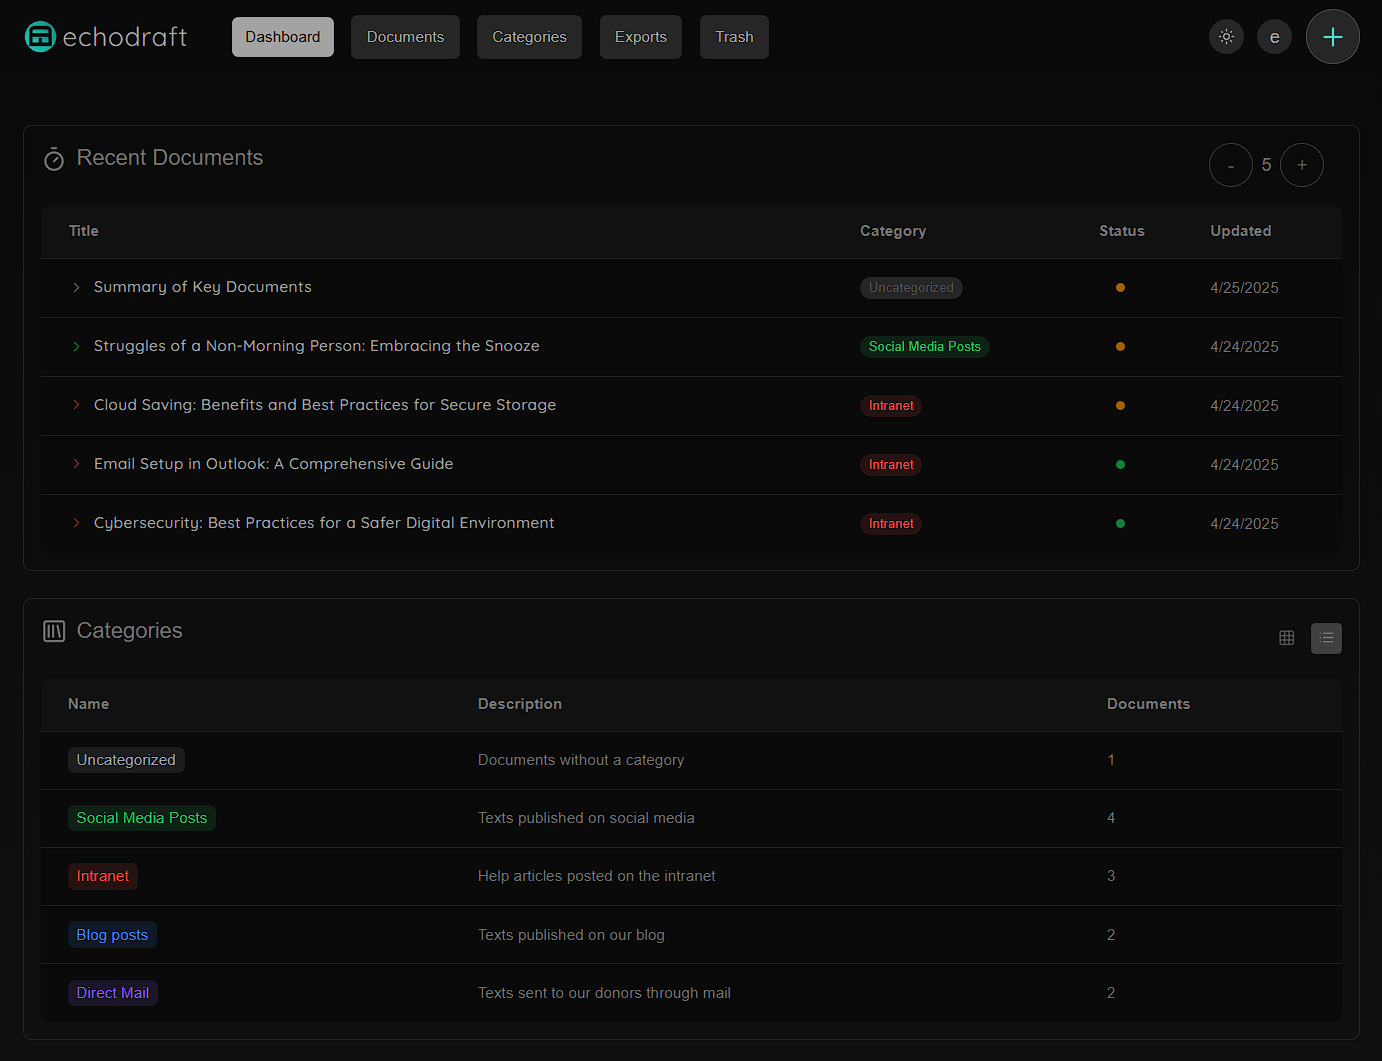 echodraft Dashboard Documents Categories Exports Trash e +
Recent Documents - 5 +
Title Category Status Updated
Summary of Key Documents Uncategorized 4/25/2025
Struggles of a Non-Morning Person: Embracing the Snooze Social Media Posts 4/24/2025
Cloud Saving: Benefits and Best Practices for Secure Storage Intranet 4/24/2025
Email Setup in Outlook: A Comprehensive Guide Intranet 4/24/2025
Cybersecurity: Best Practices for a Safer Digital Environment Intranet 4/24/2025
Categories
Name Description Documents
Uncategorized Documents without a category 1
Social Media Posts Texts published on social media 4
Intranet Help articles posted on the intranet 3
Blog posts Texts published on our blog 2
Direct Mail Texts sent to our donors through mail 2